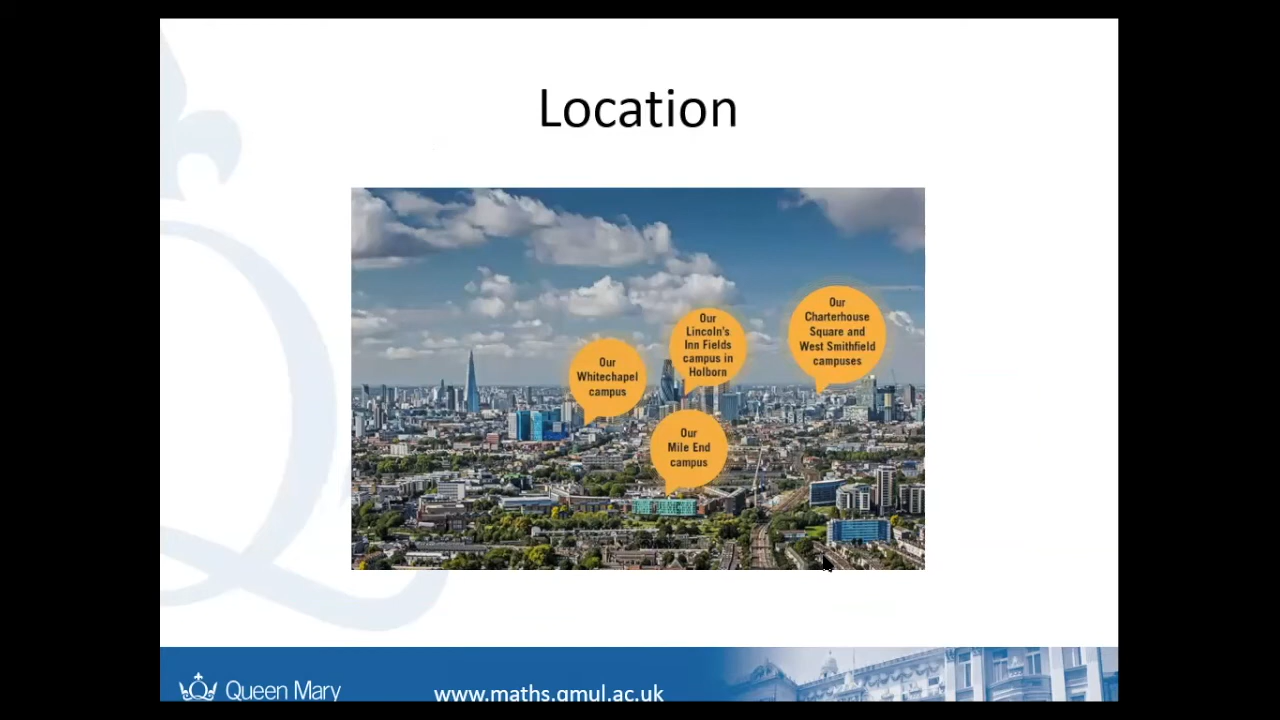 Location
Our
Whitechapel
campus
Our
Lincoln's
Inn Fields
campus in
Holborn
Our
Charterhouse
Square and
West Smithfield
campuses
Our
Mile End
campus
Queen Mary
www.maths.qmul.ac.uk